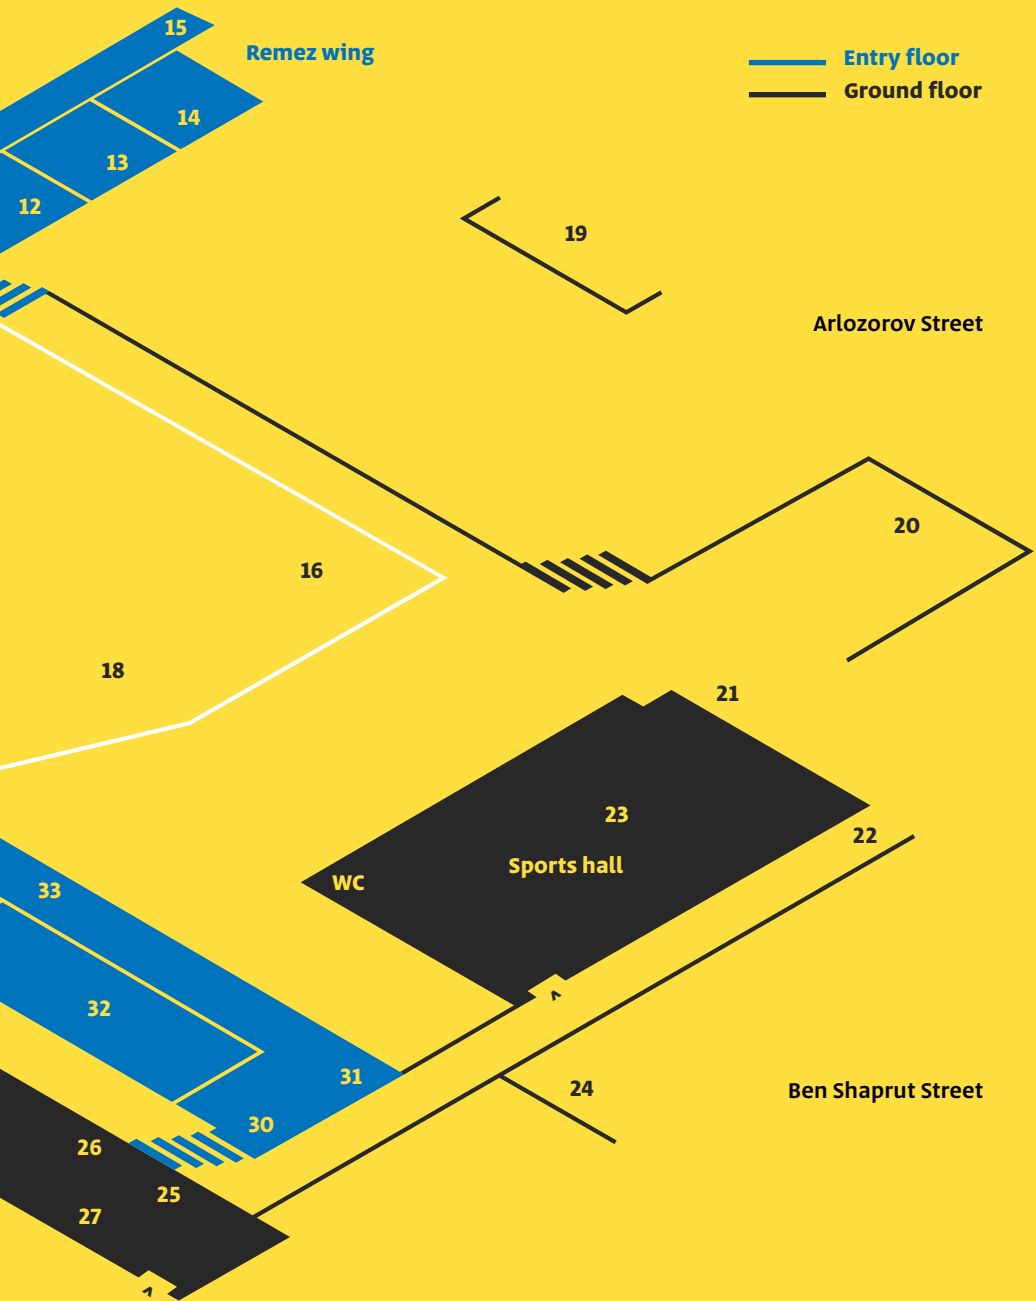 15
Remez wing
Entry floor
Ground floor
14
13
12
19
Arlozorov Street
20
16
18
21
23
22
Sports hall
WC
33
32
31
24
Ben Shaprut Street
30
26
25
27